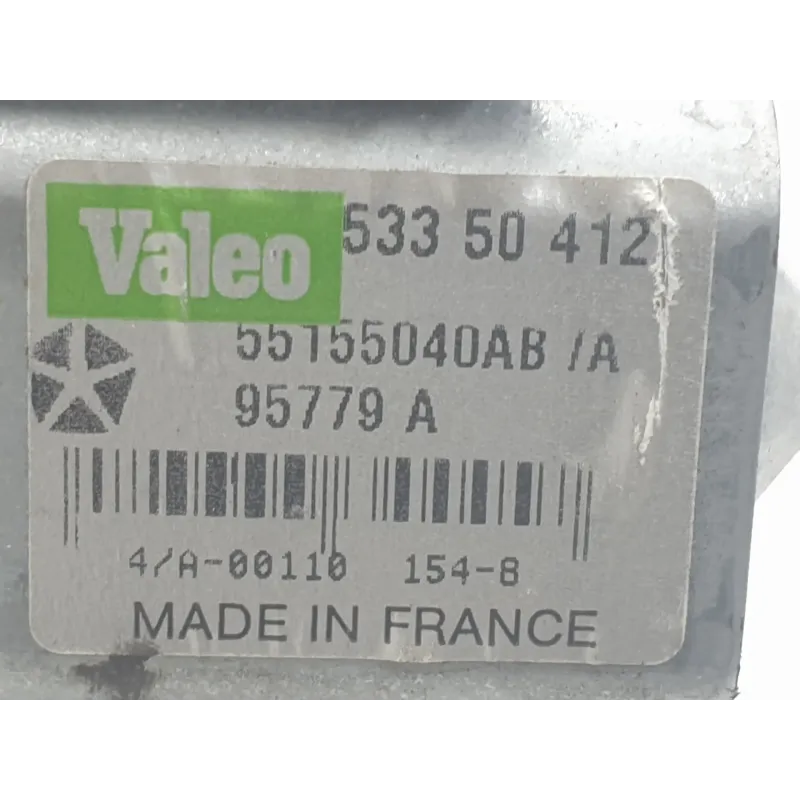 Valeo 533 50 412
55155040AB /A
95779 A
4/A-00110 154-8
MADE IN FRANCE